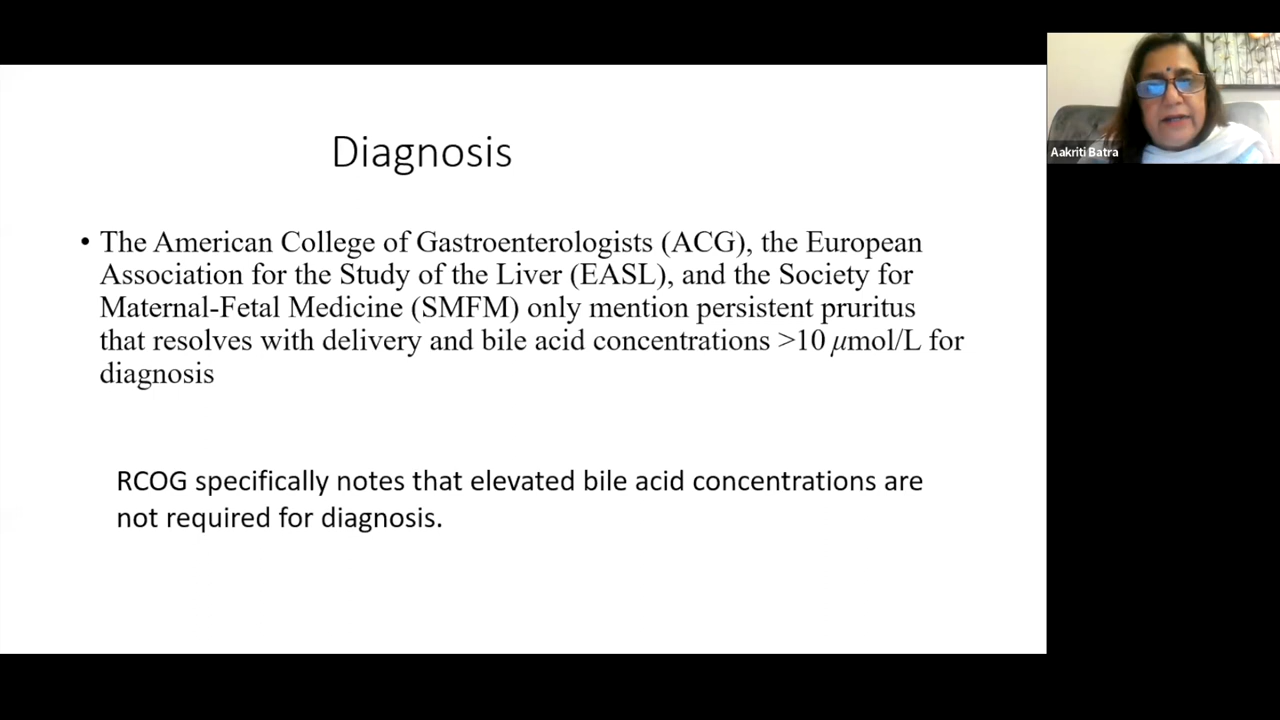 Diagnosis
• The American College of Gastroenterologists (ACG), the European
Association for the Study of the Liver (EASL), and the Society for
Maternal-Fetal Medicine (SMFM) only mention persistent pruritus
that resolves with delivery and bile acid concentrations >10 μmol/L for
diagnosis
RCOG specifically notes that elevated bile acid concentrations are
not required for diagnosis.
Aakriti Batra